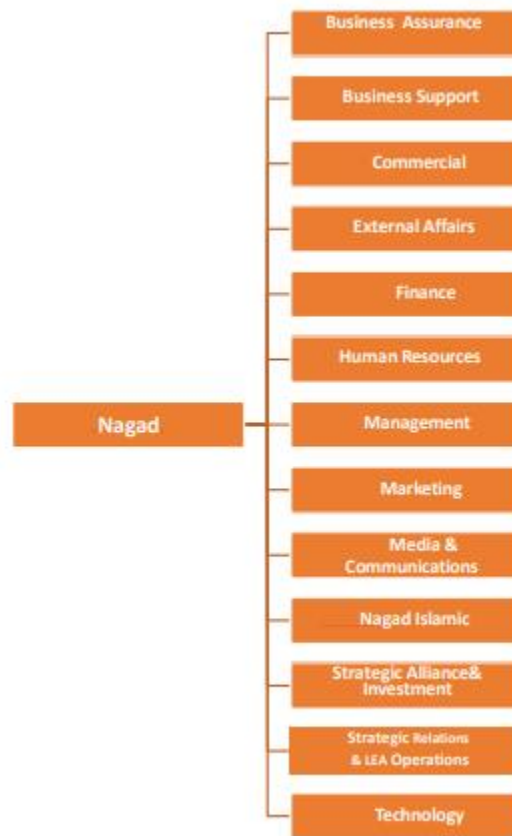 Business Assurance
Business Support
Commercial
External Affairs
Finance
Human Resources
Nagad
Management
Marketing
Media &
Communications
Nagad Islamic
Strategic Alliance&
Investment
Strategic Relations
& LEA Operations
Technology